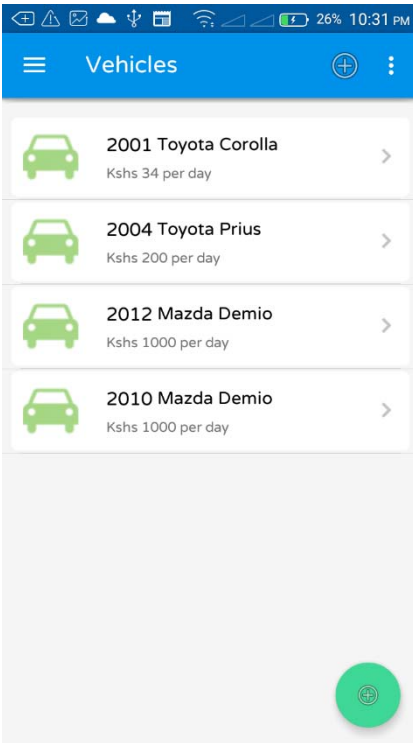 26% 10:31 PM
Vehicles
2001 Toyota Corolla
Kshs 34 per day
2004 Toyota Prius
Kshs 200 per day
2012 Mazda Demio
Kshs 1000 per day
2010 Mazda Demio
Kshs 1000 per day